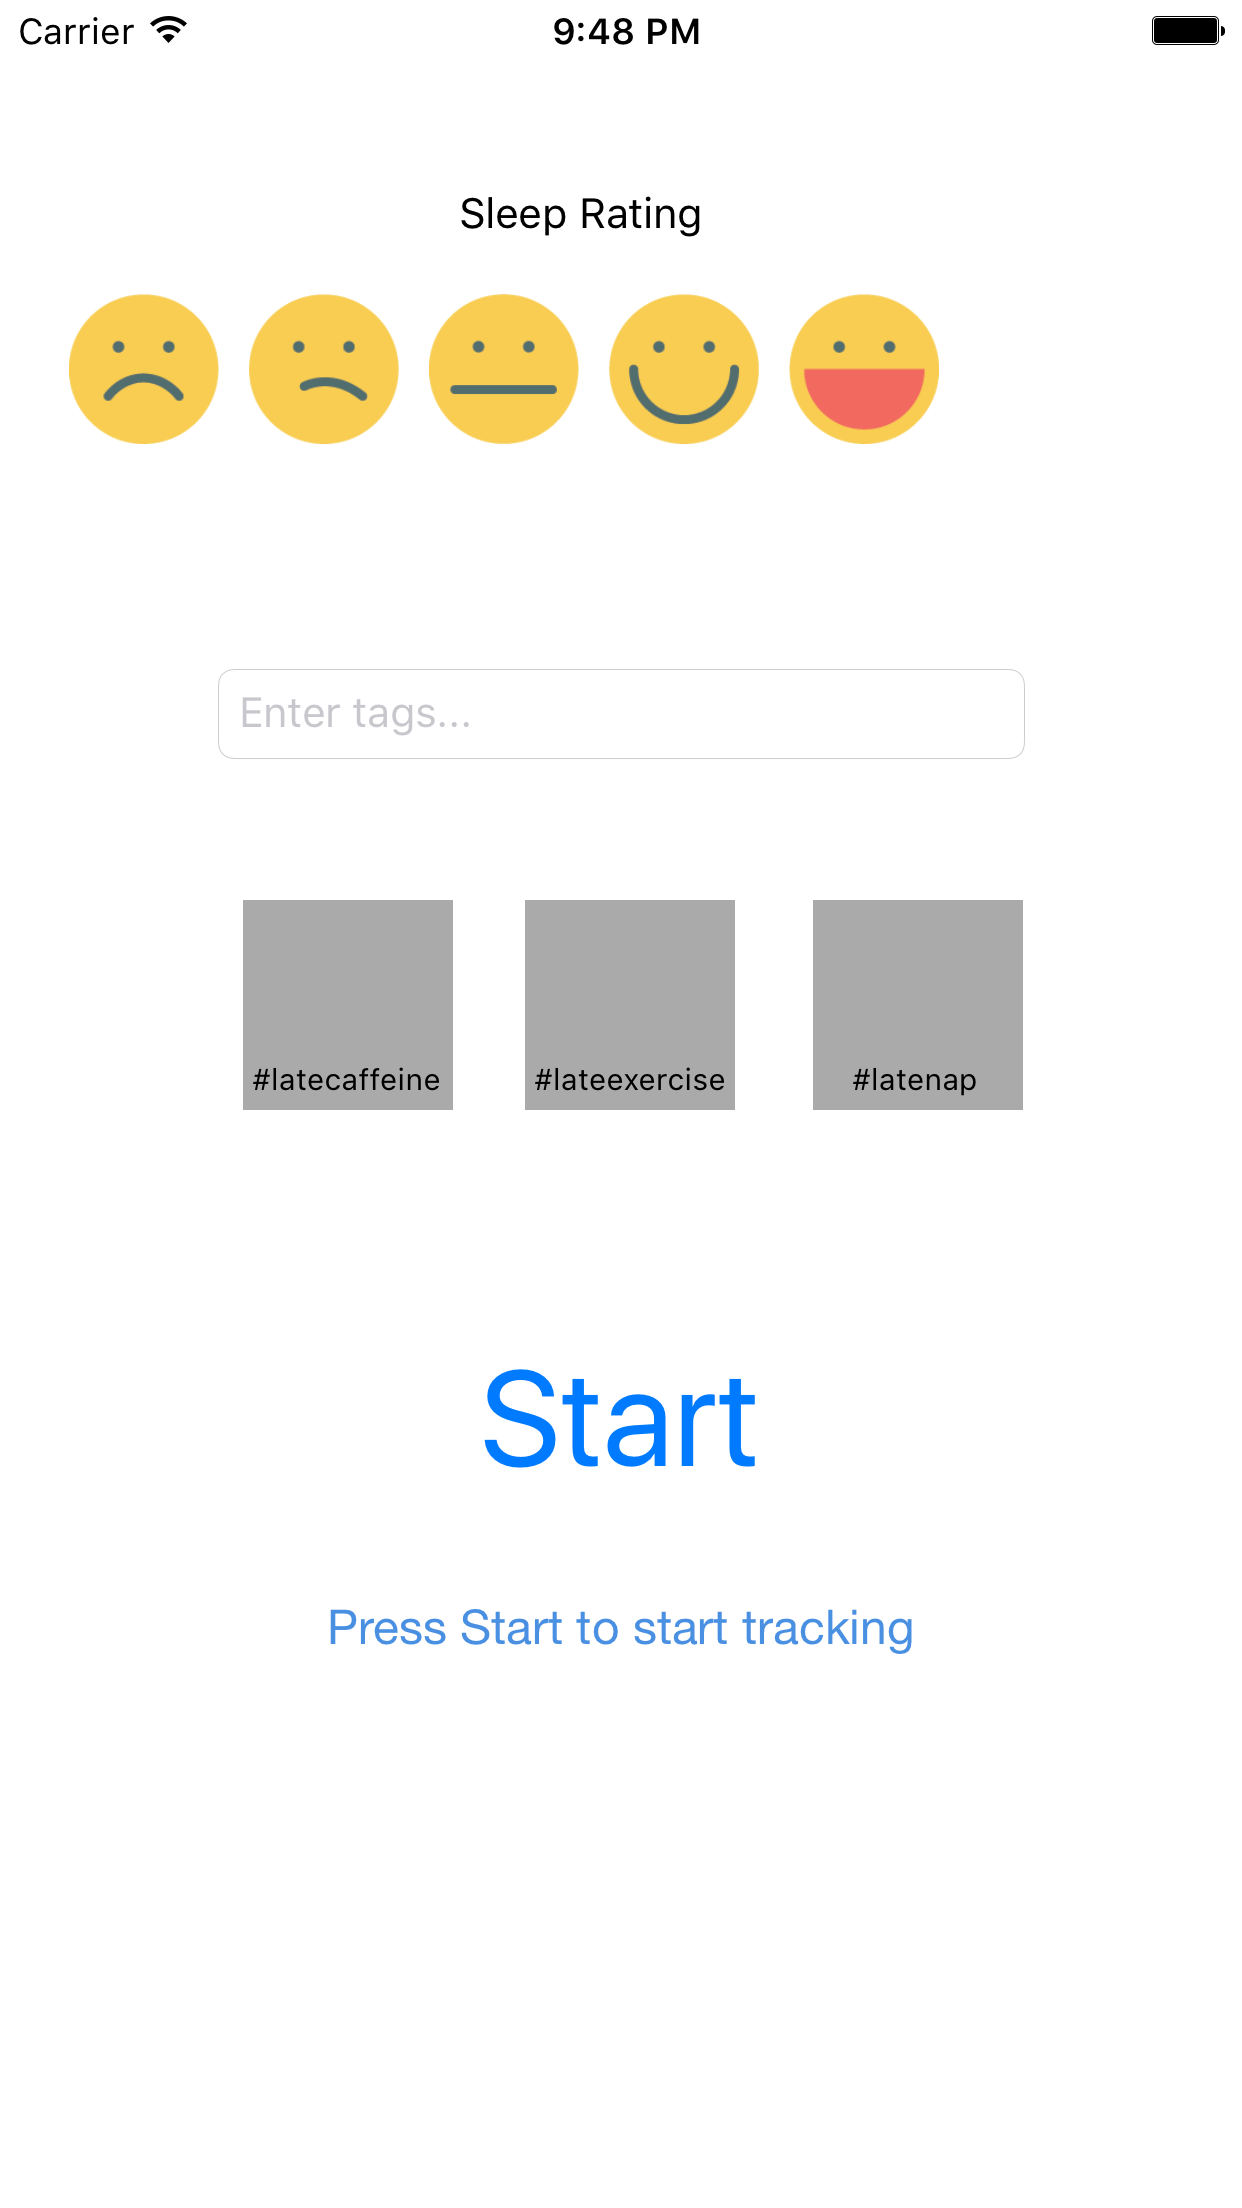 Carrier 9:48 PM
Sleep Rating
Enter tags...
#latecaffeine #lateexercise #latenap
Start
Press Start to start tracking